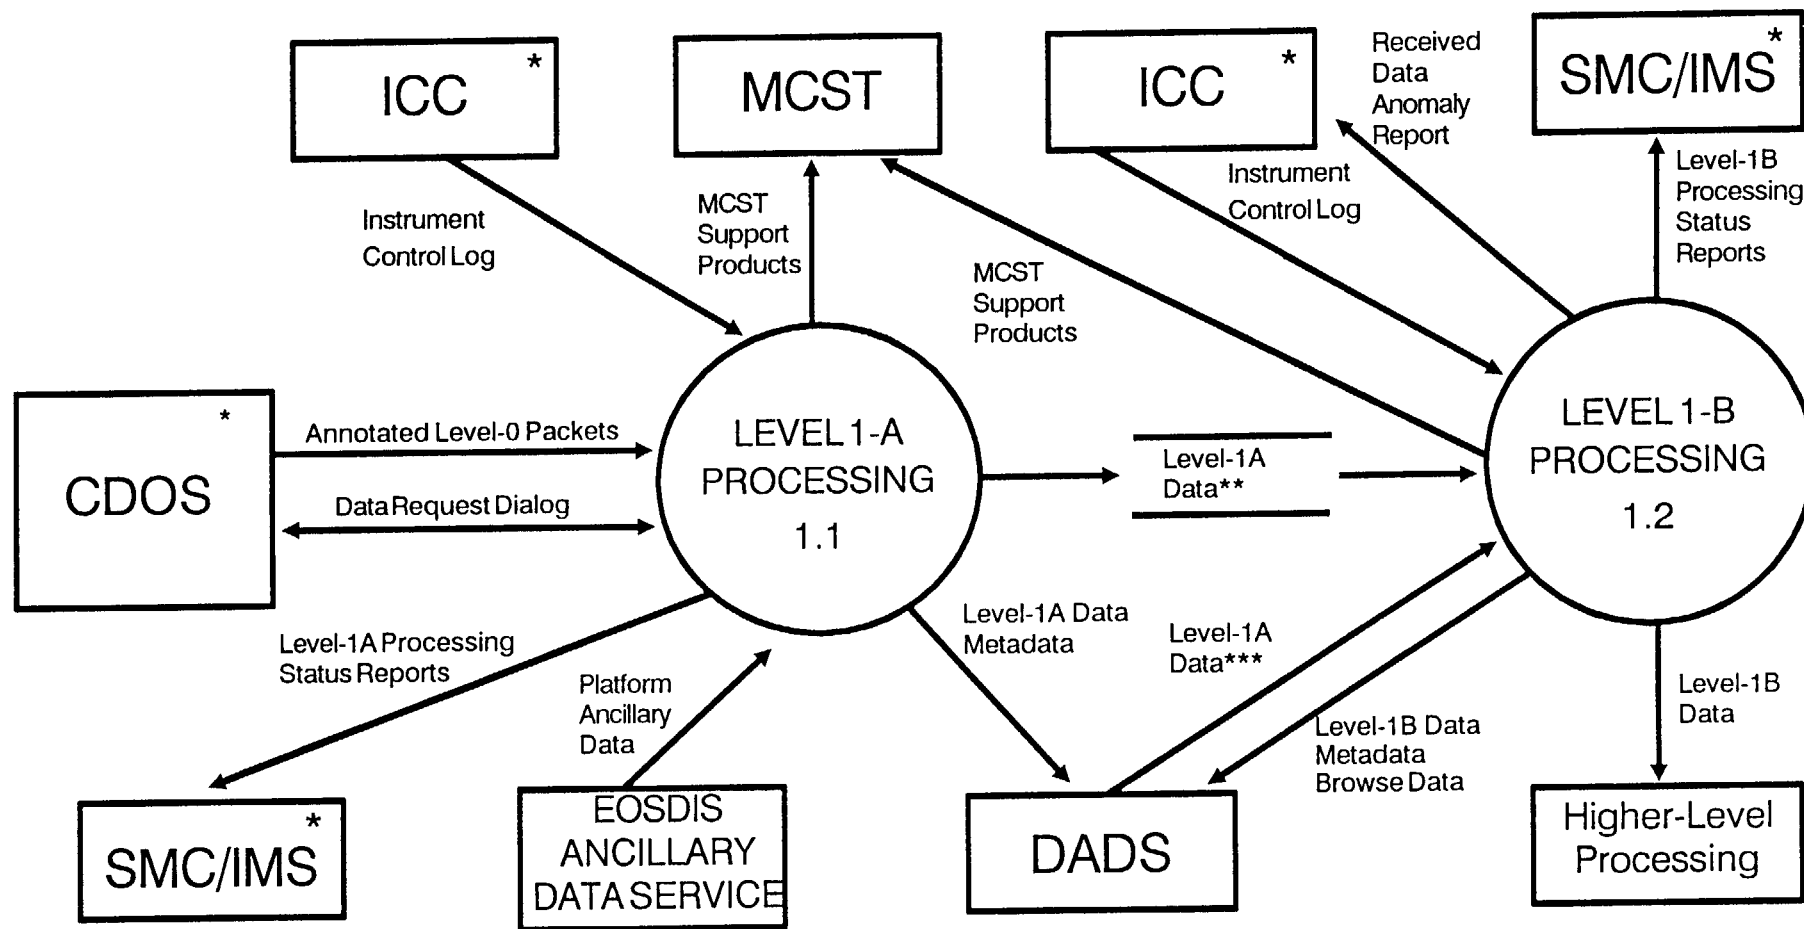 ICC *
MCST
ICC *
Received
Data
Anomaly
Report
SMC/IMS *
Instrument
Control Log
MCST
Support
Products
MCST
Support
Products
Instrument
Control Log
Level-1B
Processing
Status
Reports
CDOS *
Annotated Level-0 Packets
Data Request Dialog
LEVEL 1-A
PROCESSING
1.1
Level-1A
Data**
LEVEL 1-B
PROCESSING
1.2
Level-1A Processing
Status Reports
Platform
Ancillary
Data
Level-1A Data
Metadata
Level-1A
Data***
Level-1B Data
Metadata
Browse Data
Level-1B
Data
SMC/IMS *
EOSDIS
ANCILLARY
DATA SERVICE
DADS
Higher-Level
Processing